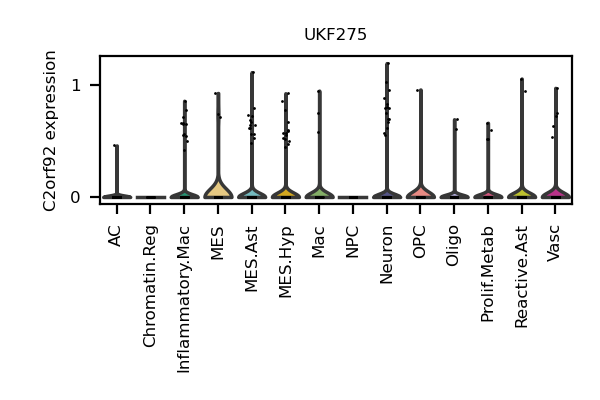 UKF275
C2orf92 expression
1
0
AC
Chromatin.Reg
Inflammatory.Mac
MES
MES.Ast
MES.Hyp
Mac
NPC
Neuron
OPC
Oligo
Prolif.Metab
Reactive.Ast
Vasc